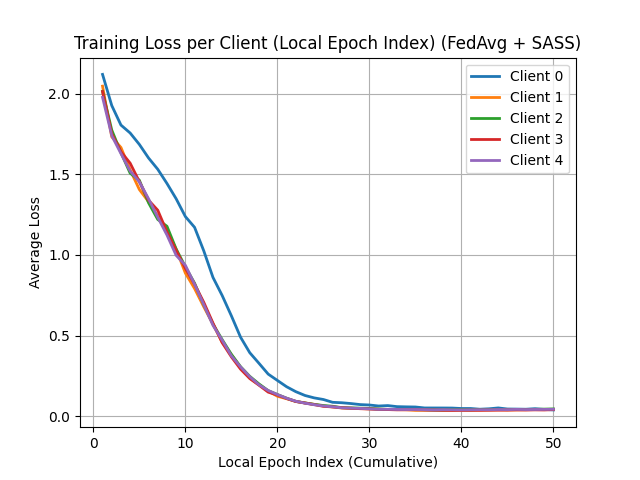 Training Loss per Client (Local Epoch Index) (FedAvg + SASS)
Client 0
Client 1
Client 2
Client 3
Client 4
Average Loss
2.0
1.5
1.0
0.5
0.0
0 10 20 30 40 50
Local Epoch Index (Cumulative)